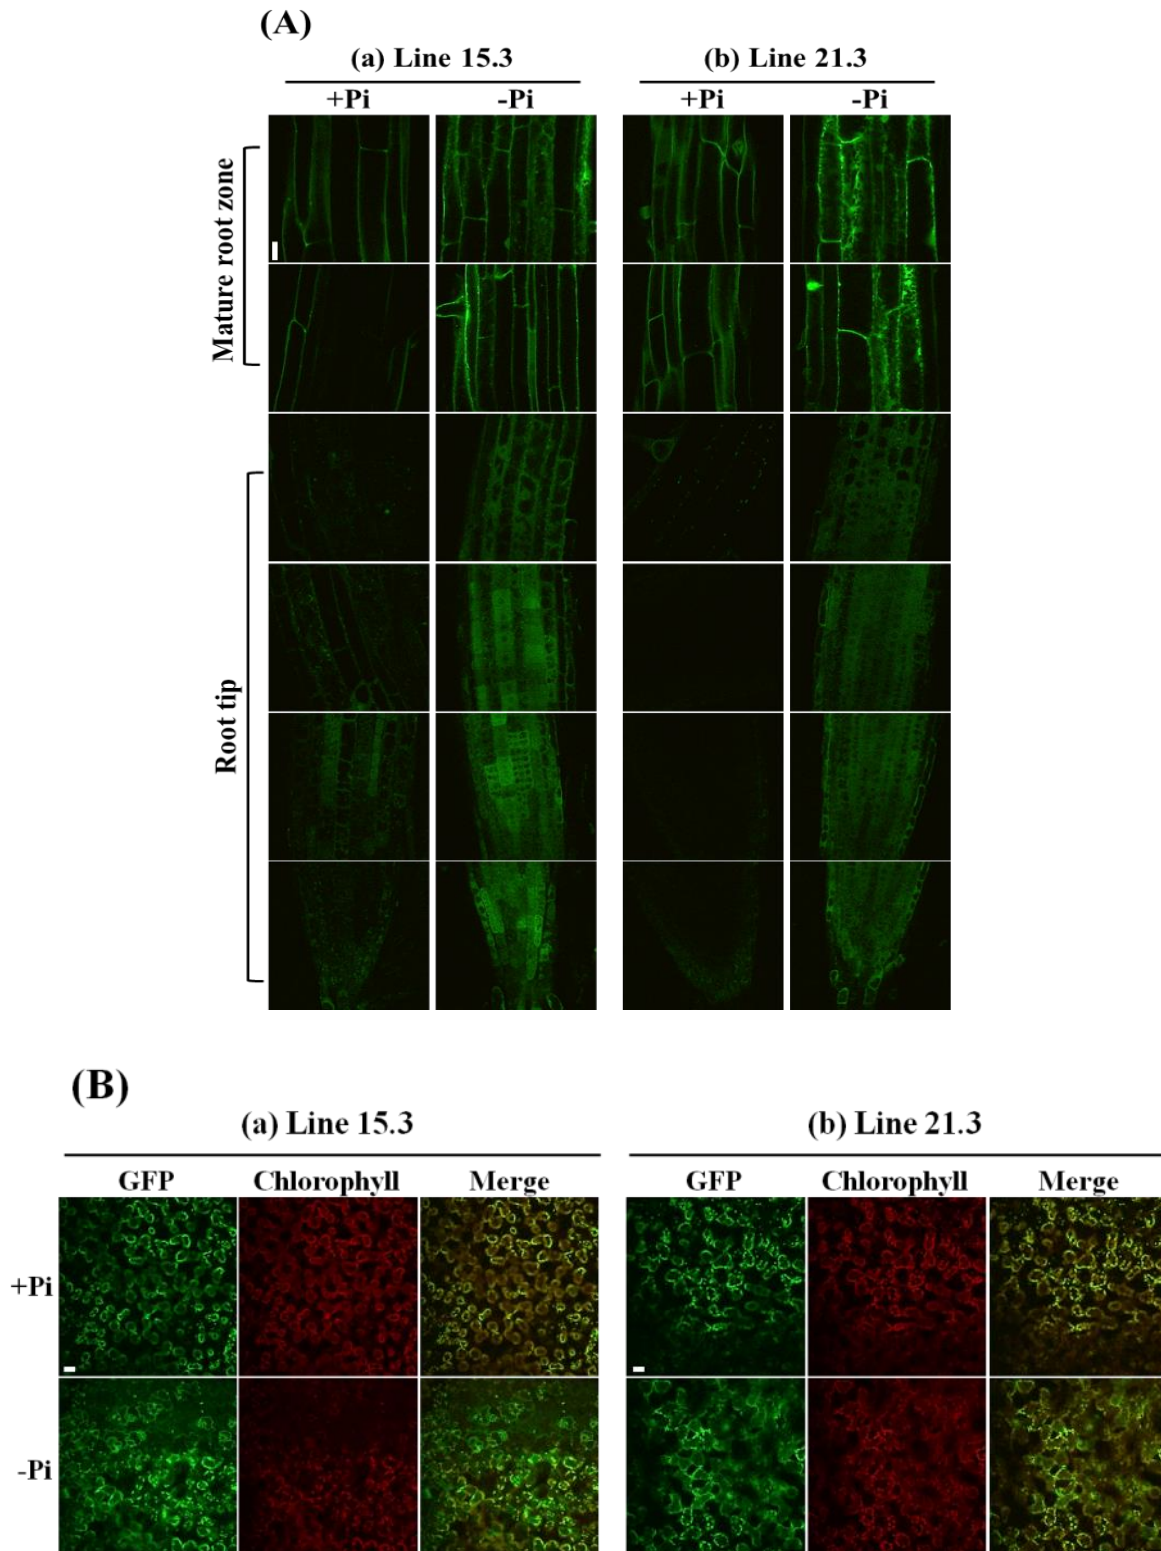 (A)
(a) Line 15.3
(b) Line 21.3
+Pi
-Pi
+Pi
-Pi
Mature root zone
Root tip
(B)
(a) Line 15.3
(b) Line 21.3
GFP
Chlorophyll
Merge
GFP
Chlorophyll
Merge
+Pi
-Pi